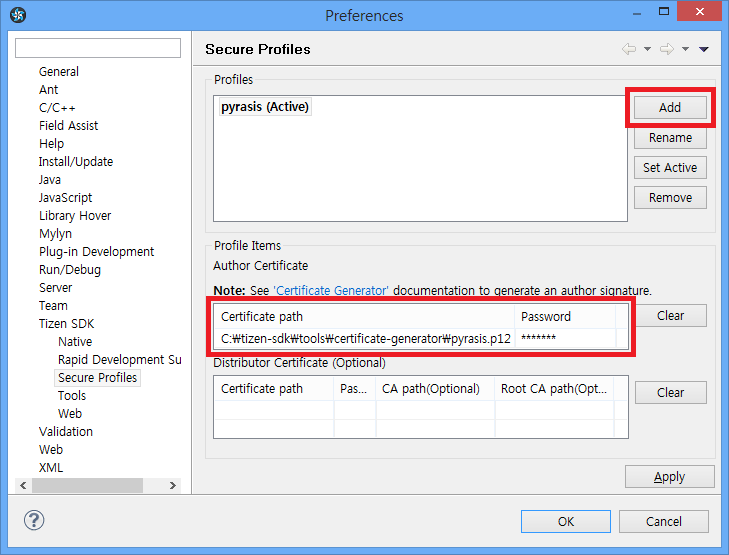 Preferences
Secure Profiles
General
Ant
C/C++
Field Assist
Help
Install/Update
Java
JavaScript
Library Hover
Mylyn
Plug-in Development
Run/Debug
Server
Team
Tizen SDK
Native
Rapid Development Su
Secure Profiles
Tools
Web
Validation
Web
XML
Profiles
pyrasis (Active)
Add
Rename
Set Active
Remove
Profile Items
Author Certificate
Note: See 'Certificate Generator' documentation to generate an author signature.
Certificate path Password
C:₩tizen-sdk₩tools₩certificate-generator₩pyrasis.p12 *******
Clear
Distributor Certificate (Optional)
Certificate path Pas... CA path(Optional) Root CA path(Opt...
Clear
Apply
OK Cancel